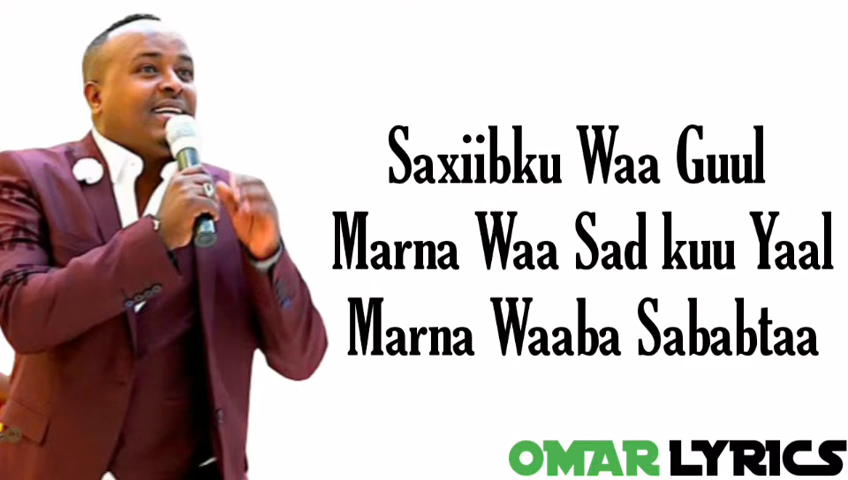 Saxiibku Waa Guul
Marna Waa Sad kuu Yaal
Marna Waaba Sababtaa
OMAR LYRICS